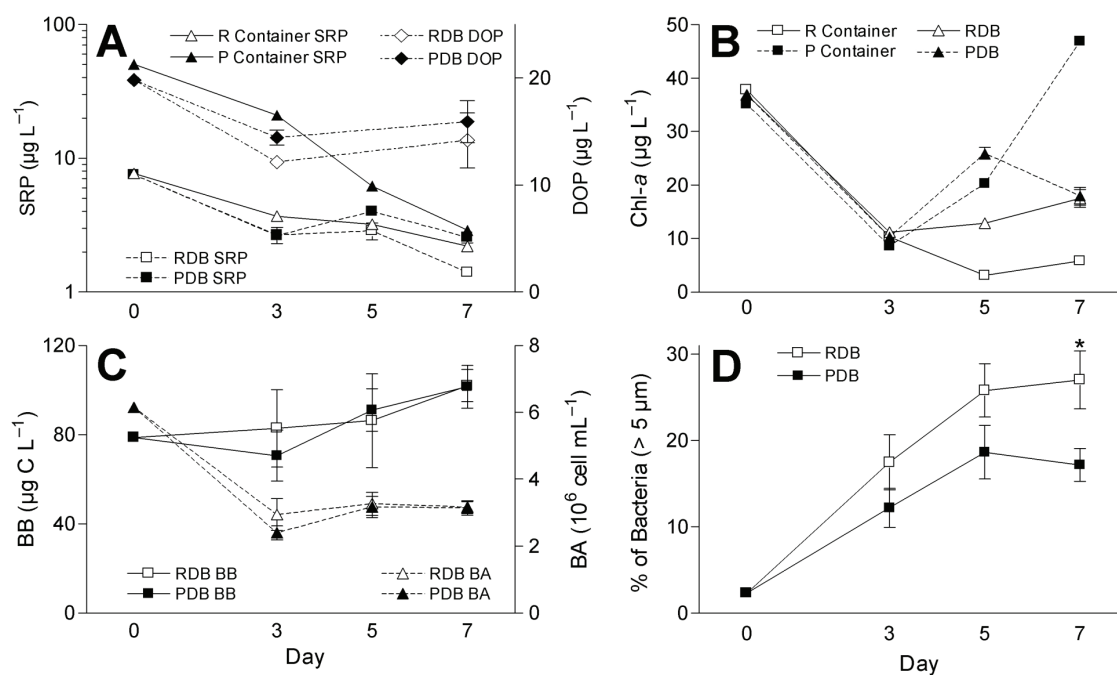 A
R Container SRP
RDB DOP
P Container SRP
PDB DOP
100
10
1
SRP (µg L−1)
20
10
0
DOP (µg L−1)
RDB SRP
PDB SRP
0 3 5 7
B
R Container
RDB
P Container
PDB
50
40
30
20
10
0
Chl-a (µg L−1)
0 3 5 7
C
120
80
40
0
BB (µg C L−1)
8
6
4
2
0
BA (10^6 cell mL−1)
RDB BB
RDB BA
PDB BB
PDB BA
0 3 5 7
Day
D
RDB
PDB
*
30
20
10
0
% of Bacteria (> 5 µm)
0 3 5 7
Day